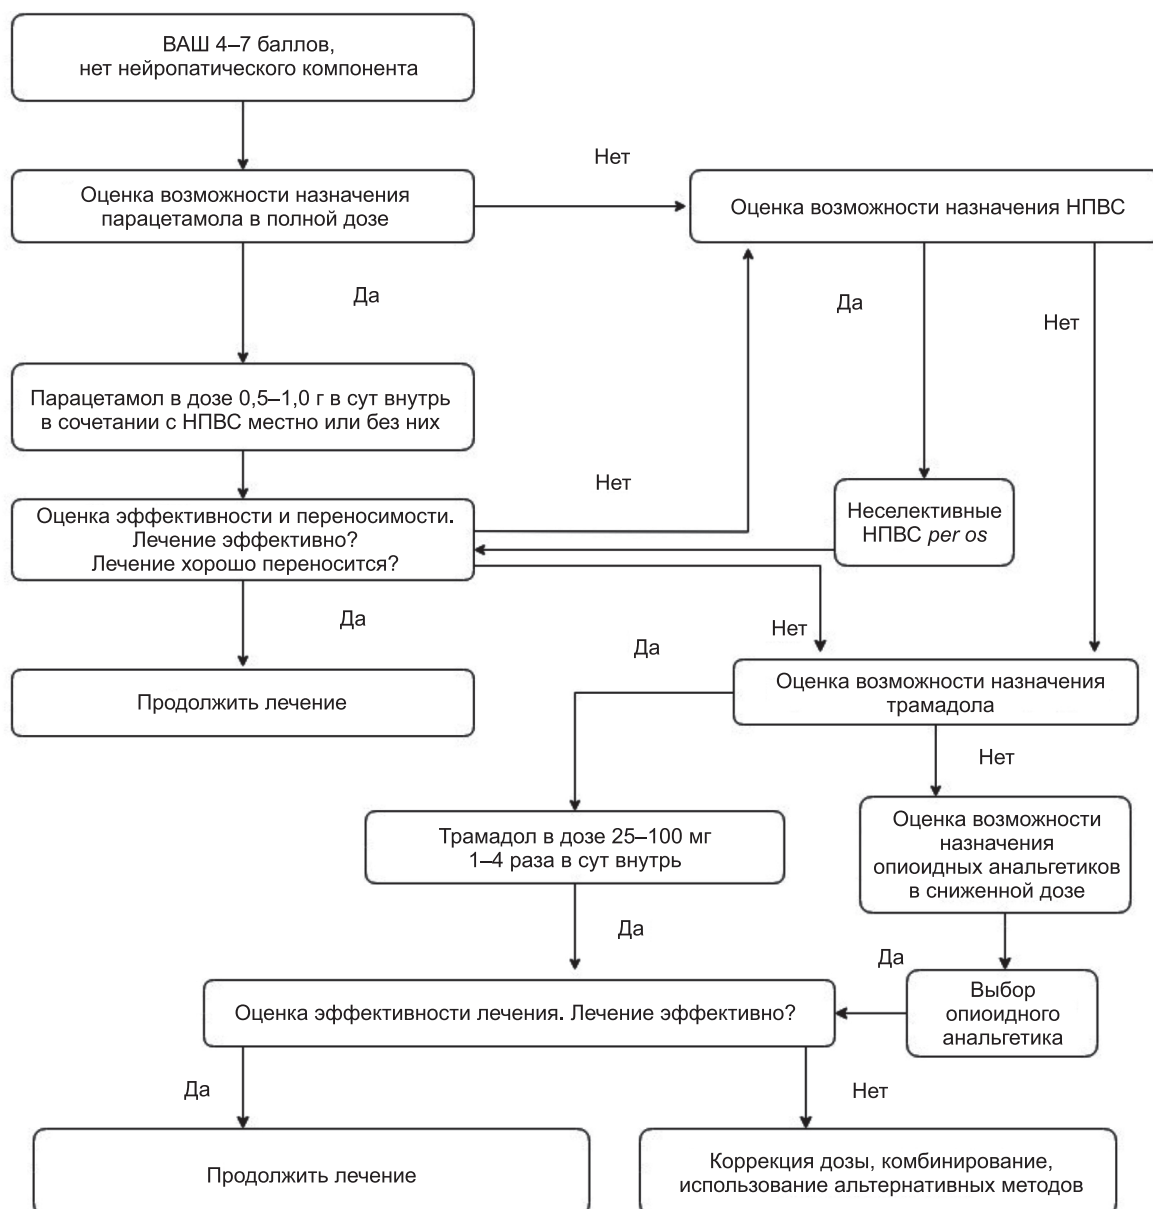 ВАШ 4–7 баллов,
нет нейропатического компонента
Нет
Оценка возможности назначения
парацетамола в полной дозе
Оценка возможности назначения НПВС
Да
Да
Нет
Парацетамол в дозе 0,5–1,0 г в сут внутрь
в сочетании с НПВС местно или без них
Нет
Оценка эффективности и переносимости.
Лечение эффективно?
Лечение хорошо переносится?
Неселективные
НПВС per os
Да
Нет
Да
Продолжить лечение
Оценка возможности назначения
трамадола
Нет
Трамадол в дозе 25–100 мг
1–4 раза в сут внутрь
Оценка возможности
назначения
опиоидных анальгетиков
в сниженной дозе
Да
Да
Оценка эффективности лечения. Лечение эффективно?
Выбор
опиоидного
анальгетика
Да
Нет
Продолжить лечение
Коррекция дозы, комбинирование,
использование альтернативных методов